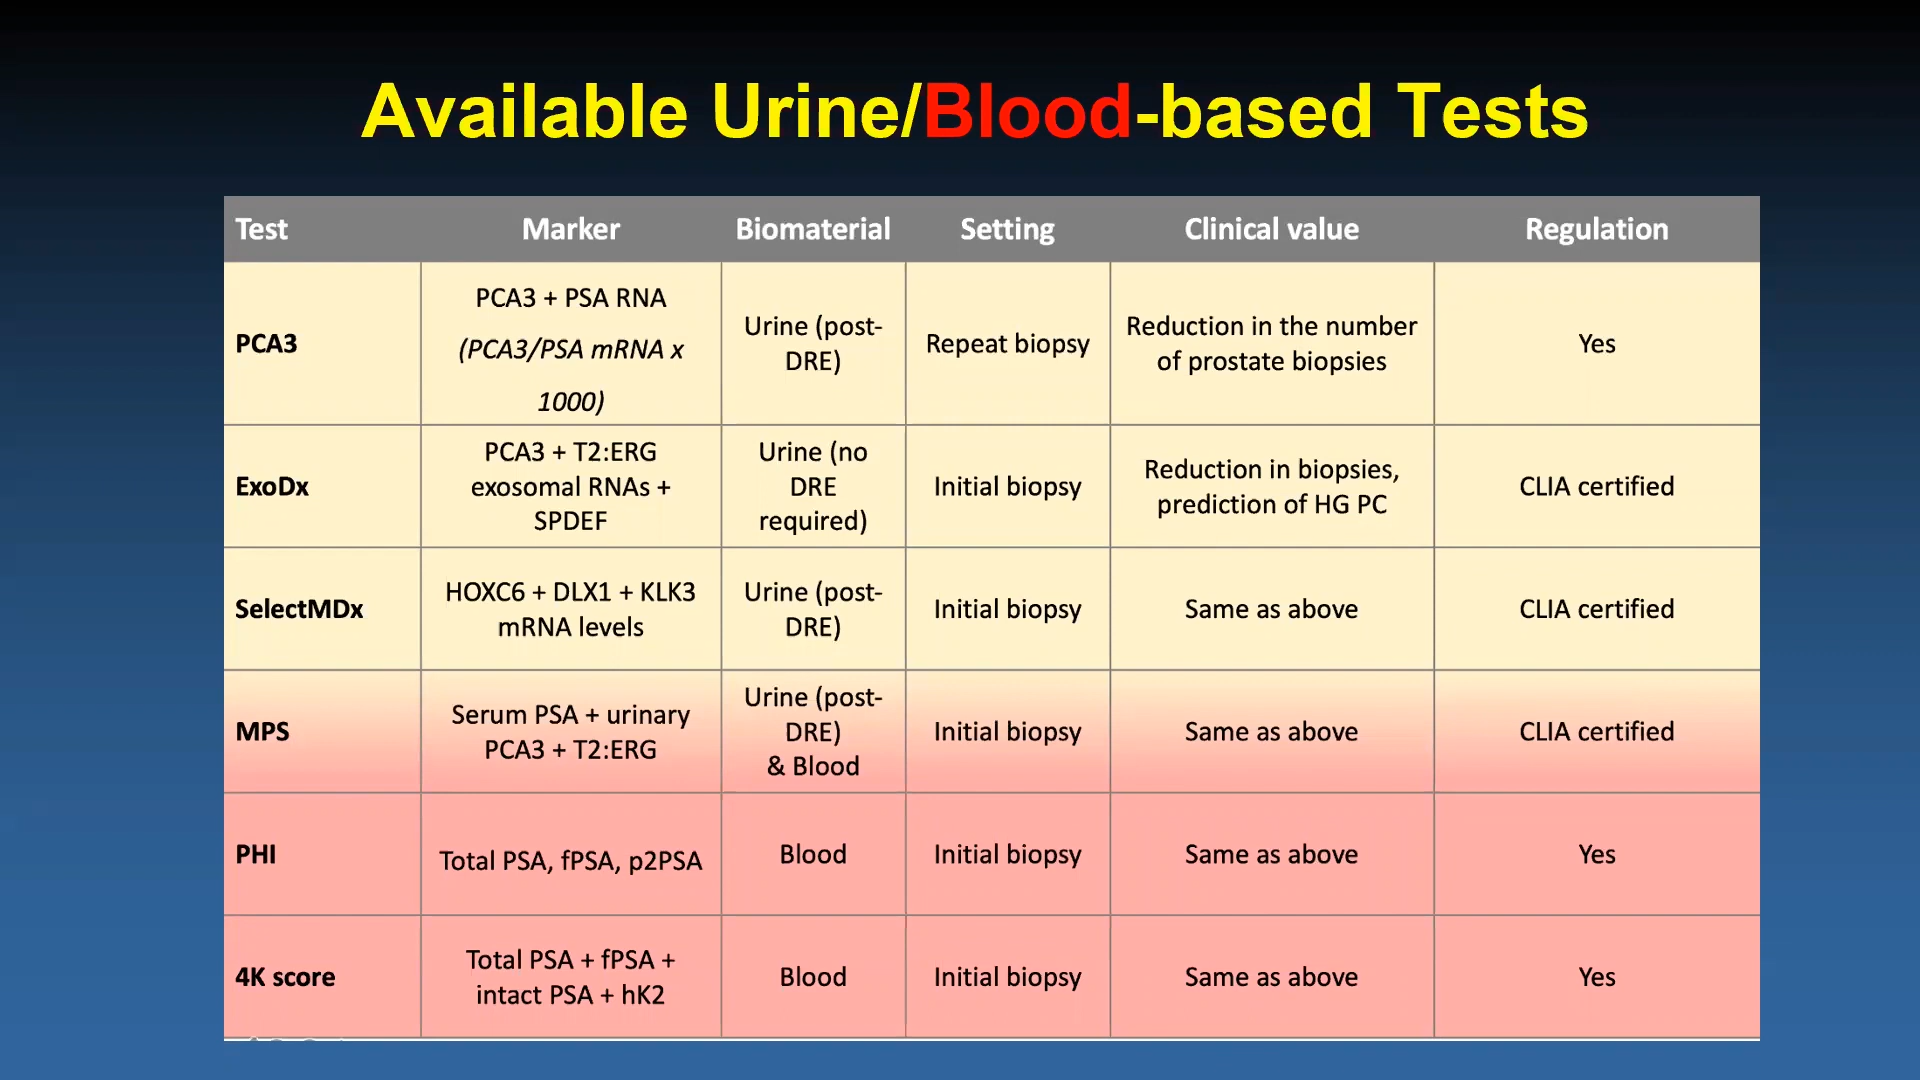 Available Urine/Blood-based Tests
Test Marker Biomaterial Setting Clinical value Regulation
PCA3
PCA3 + PSA RNA
(PCA3/PSA mRNA x
1000)
Urine (post-
DRE)
Repeat biopsy
Reduction in the number
of prostate biopsies
Yes
ExoDx
PCA3 + T2:ERG
exosomal RNAs +
SPDEF
Urine (no
DRE
required)
Initial biopsy
Reduction in biopsies,
prediction of HG PC
CLIA certified
SelectMDx
HOXC6 + DLX1 + KLK3
mRNA levels
Urine (post-
DRE)
Initial biopsy
Same as above
CLIA certified
MPS
Serum PSA + urinary
PCA3 + T2:ERG
Urine (post-
DRE)
& Blood
Initial biopsy
Same as above
CLIA certified
PHI
Total PSA, fPSA, p2PSA
Blood
Initial biopsy
Same as above
Yes
4K score
Total PSA + fPSA +
intact PSA + hK2
Blood
Initial biopsy
Same as above
Yes